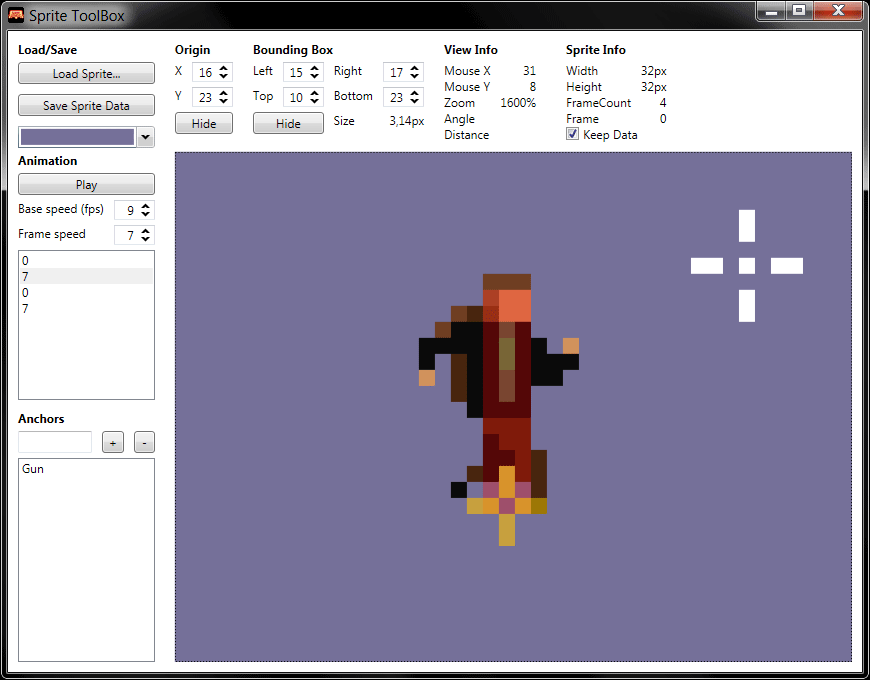 Sprite ToolBox
Load/Save
Load Sprite...
Save Sprite Data
Animation
Play
Base speed (fps) 9
Frame speed 7
0
7
0
7
Anchors
+ -
Gun
Origin
X 16
Y 23
Hide
Bounding Box
Left 15 Right 17
Top 10 Bottom 23
Hide Size 3,14px
View Info
Mouse X 31
Mouse Y 8
Zoom 1600%
Angle
Distance
Sprite Info
Width 32px
Height 32px
FrameCount 4
Frame 0
Keep Data